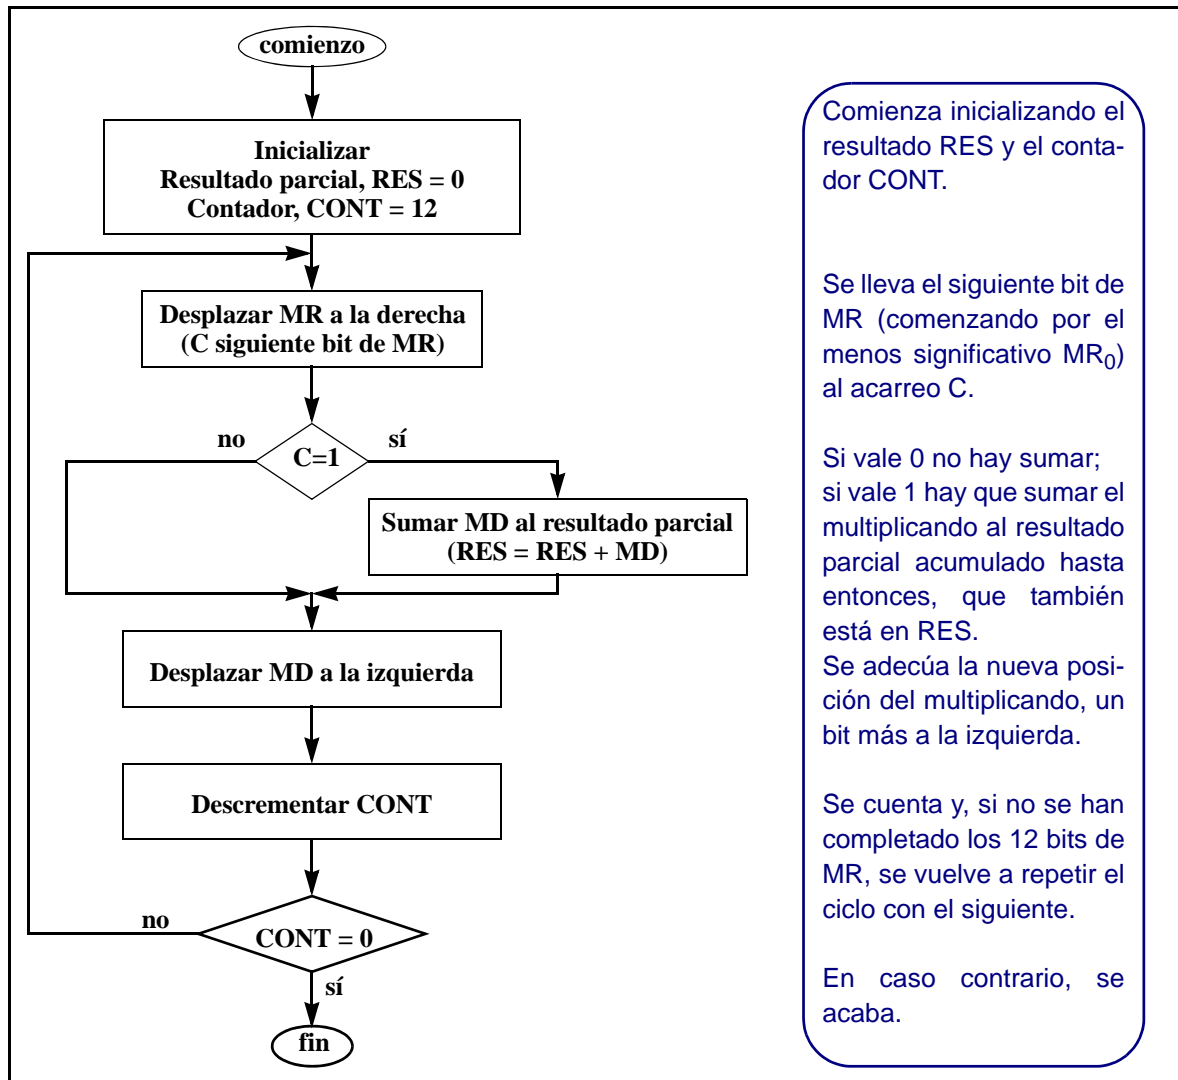 comienzo
Inicializar
Resultado parcial, RES = 0
Contador, CONT = 12
Desplazar MR a la derecha
(C siguiente bit de MR)
no
C=1
sí
Sumar MD al resultado parcial
(RES = RES + MD)
Desplazar MD a la izquierda
Descrementar CONT
no
CONT = 0
sí
fin
Comienza inicializando el
resultado RES y el conta-
dor CONT.
Se lleva el siguiente bit de
MR (comenzando por el
menos significativo MR0)
al acarreo C.
Si vale 0 no hay sumar;
si vale 1 hay que sumar el
multiplicando al resultado
parcial acumulado hasta
entonces, que también
está en RES.
Se adecúa la nueva posi-
ción del multiplicando, un
bit más a la izquierda.
Se cuenta y, si no se han
completado los 12 bits de
MR, se vuelve a repetir el
ciclo con el siguiente.
En caso contrario, se
acaba.